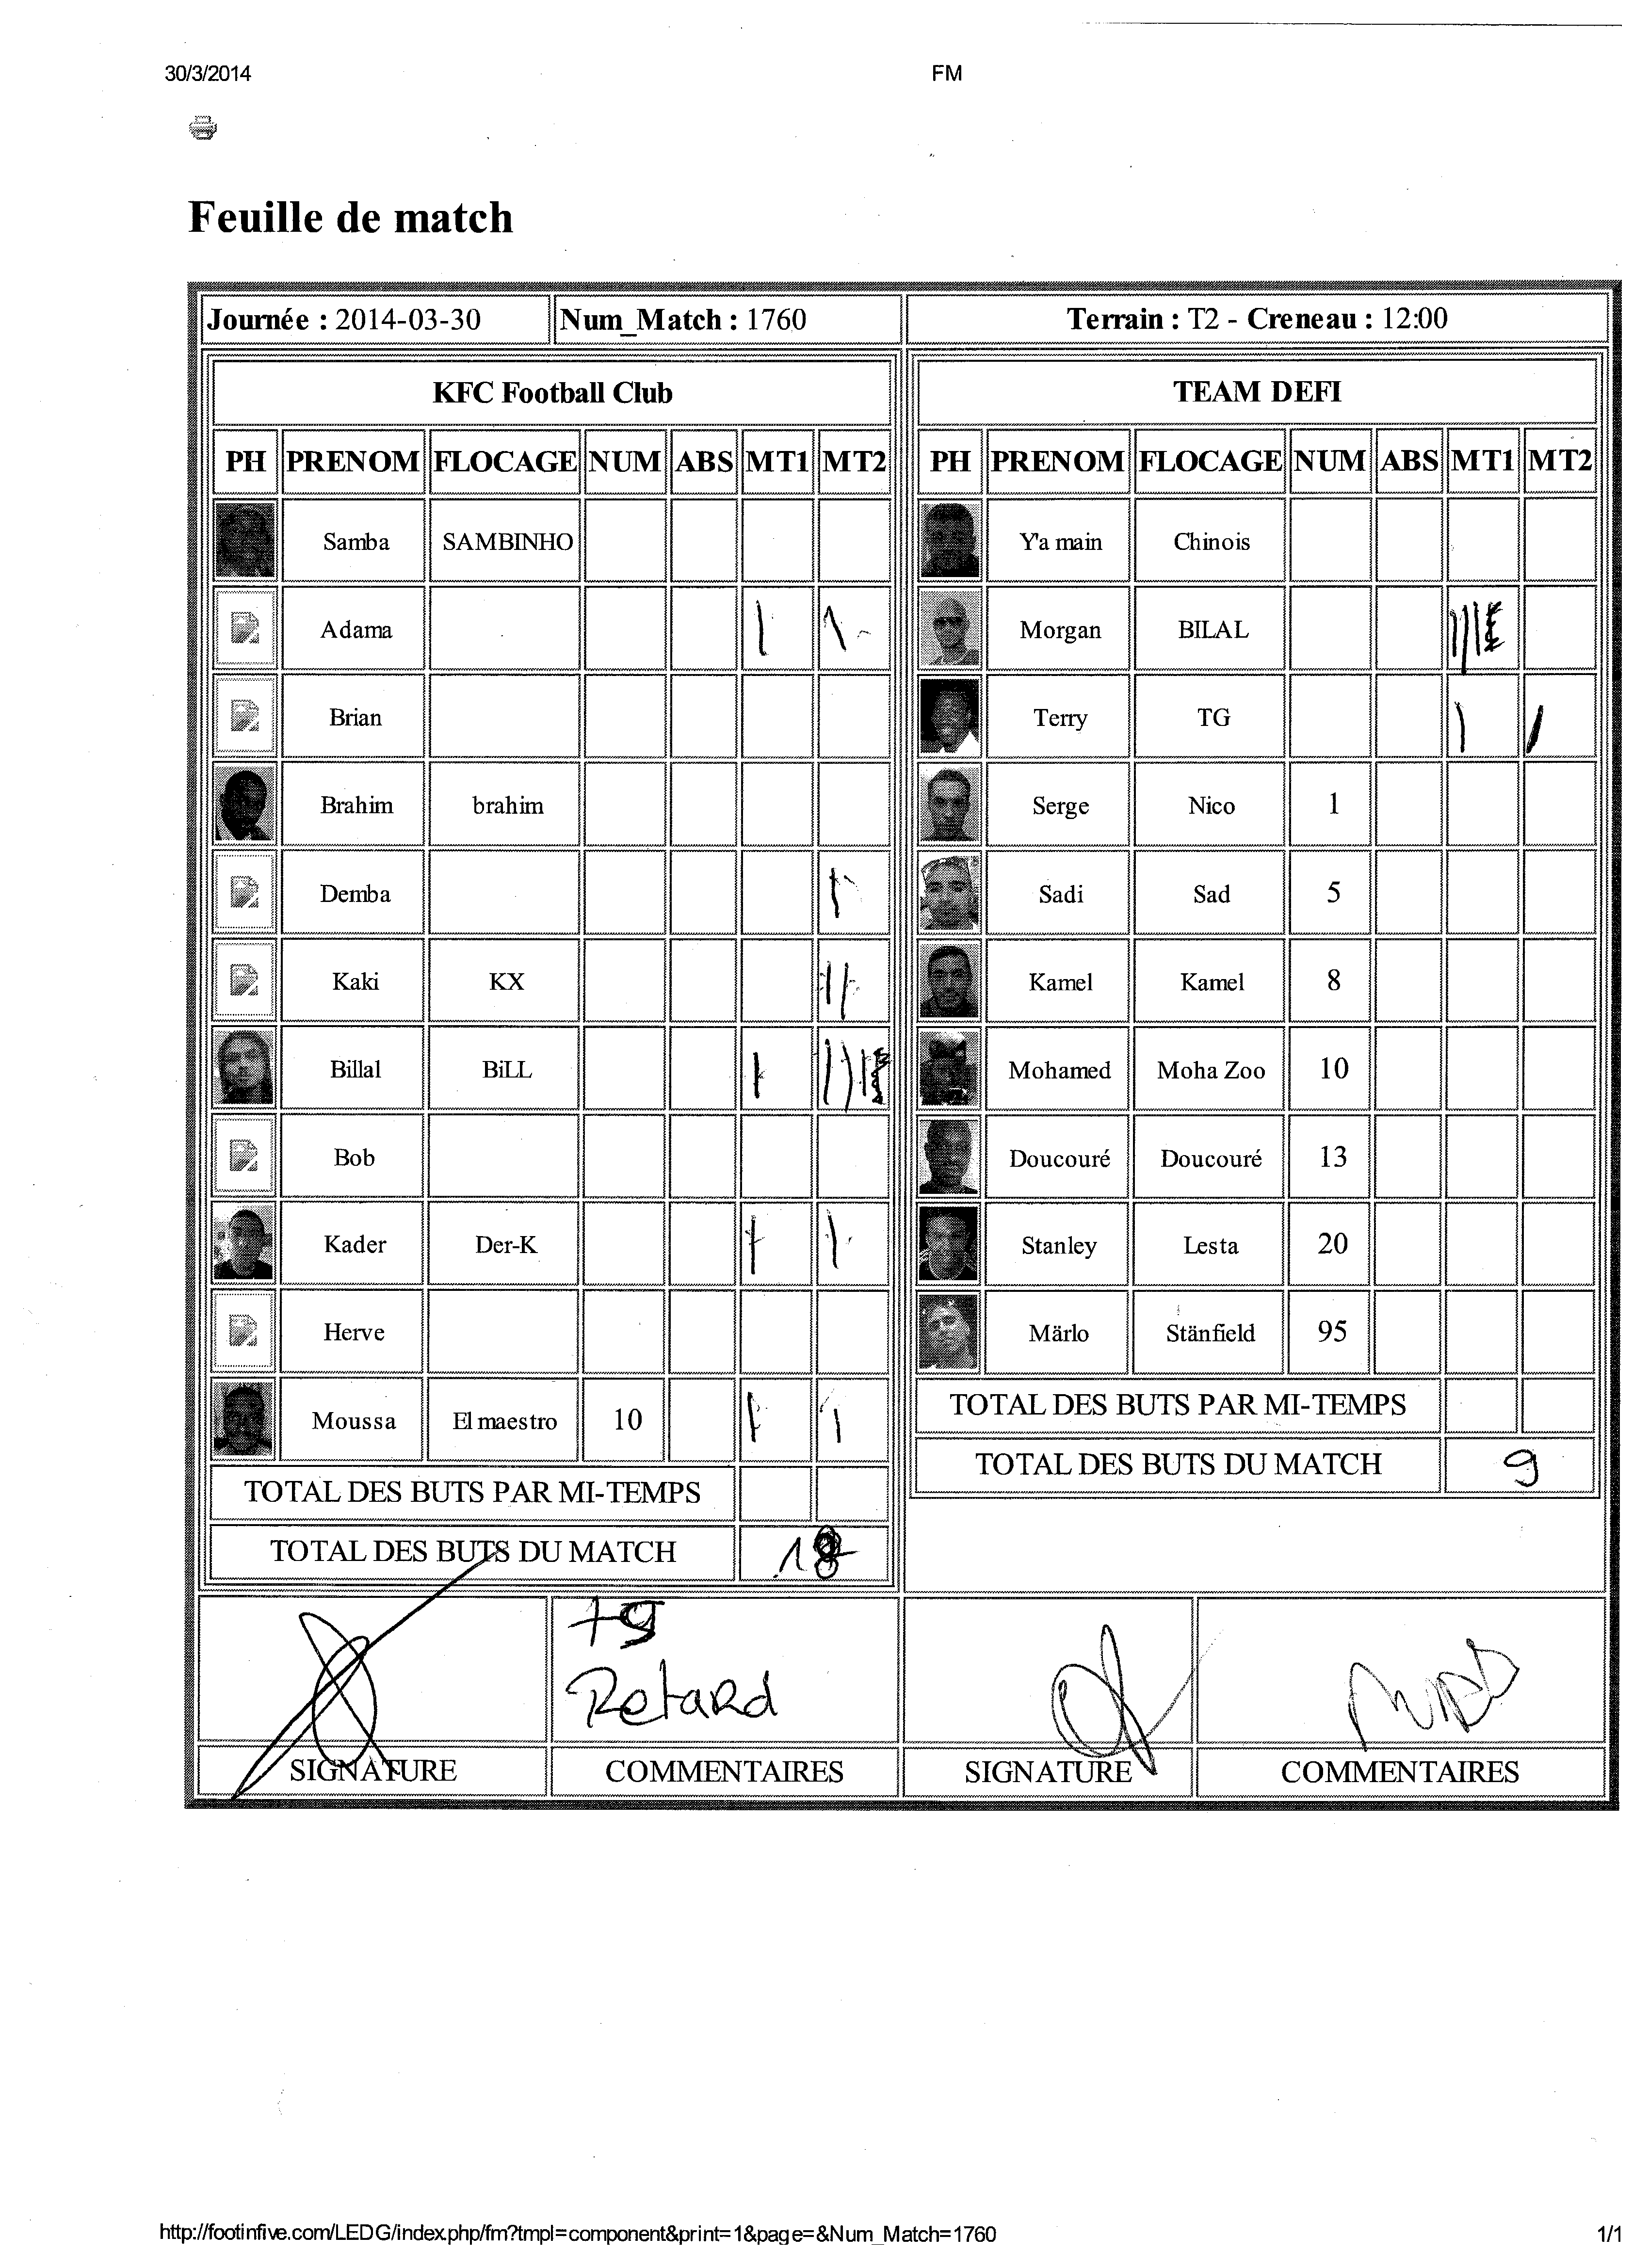 30/3/2014 FM
Feuille de match
Journée : 2014-03-30 Num_Match : 1760 Terrain : T2 - Creneau : 12:00
KFC Football Club TEAM DEFI
PH PRENOM FLOCAGE NUM ABS MT1 MT2 PH PRENOM FLOCAGE NUM ABS MT1 MT2
Samba SAMBINHO Y'a main Chinois
Adama Morgan BILAL
Brian Terry TG
Brahim brahim Serge Nico 1
Demba Sadi Sad 5
Kaki KX Kamel Kamel 8
Billal BiLL Mohamed Moha Zoo 10
Bob Doucouré Doucouré 13
Kader Der-K Stanley Lesta 20
Herve Märlo Stänfield 95
Moussa El maestro 10 TOTAL DES BUTS PAR MI-TEMPS
TOTAL DES BUTS DU MATCH 9
TOTAL DES BUTS PAR MI-TEMPS
TOTAL DES BUTS DU MATCH 18
Retard
SIGNATURE COMMENTAIRES SIGNATURE COMMENTAIRES
http://footinfive.com/LEDG/index.php/fm?tmpl=component&print=1&page=&Num_Match=1760 1/1